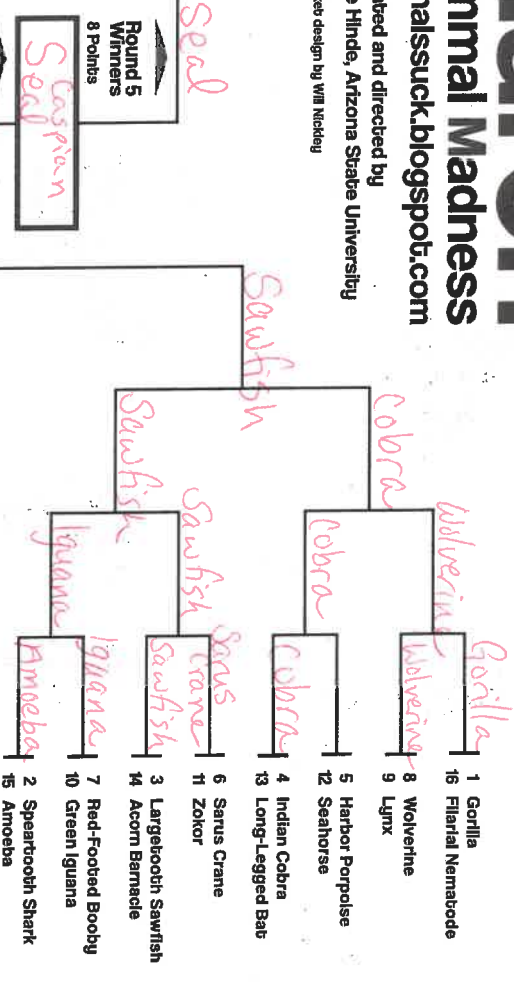 mmal Madness
nalssuck.blogspot.com
ated and directed by
e Hinde, Arizona State University
ket design by Will Nickley
Seal
Round 5
Winners
8 Points
Caspian
Seal
Sawfish
Cobra
Sawfish
Wolverine
Cobra
Sawfish
Iguana
Gorilla
Wolverine
Cobra
Sarus
Crane
Sawfish
Iguana
Amoeba
1 Gorilla
16 Filarial Nematode
8 Wolverine
9 Lynx
5 Harbor Porpoise
12 Seahorse
4 Indian Cobra
13 Long-Legged Bat
6 Sarus Crane
11 Zokor
3 Largetooth Sawfish
14 Acorn Barnacle
7 Red-Footed Booby
10 Green Iguana
2 Speartooth Shark
15 Amoeba